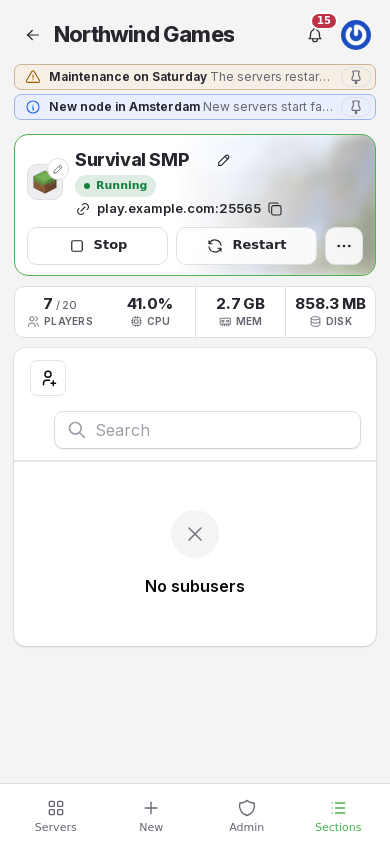 Northwind Games
15
Maintenance on Saturday The servers restar…
New node in Amsterdam New servers start fa…
Survival SMP
Running
play.example.com:25565
Stop
Restart
7 / 20
PLAYERS
41.0%
CPU
2.7 GB
MEM
858.3 MB
DISK
Search
No subusers
Servers
New
Admin
Sections